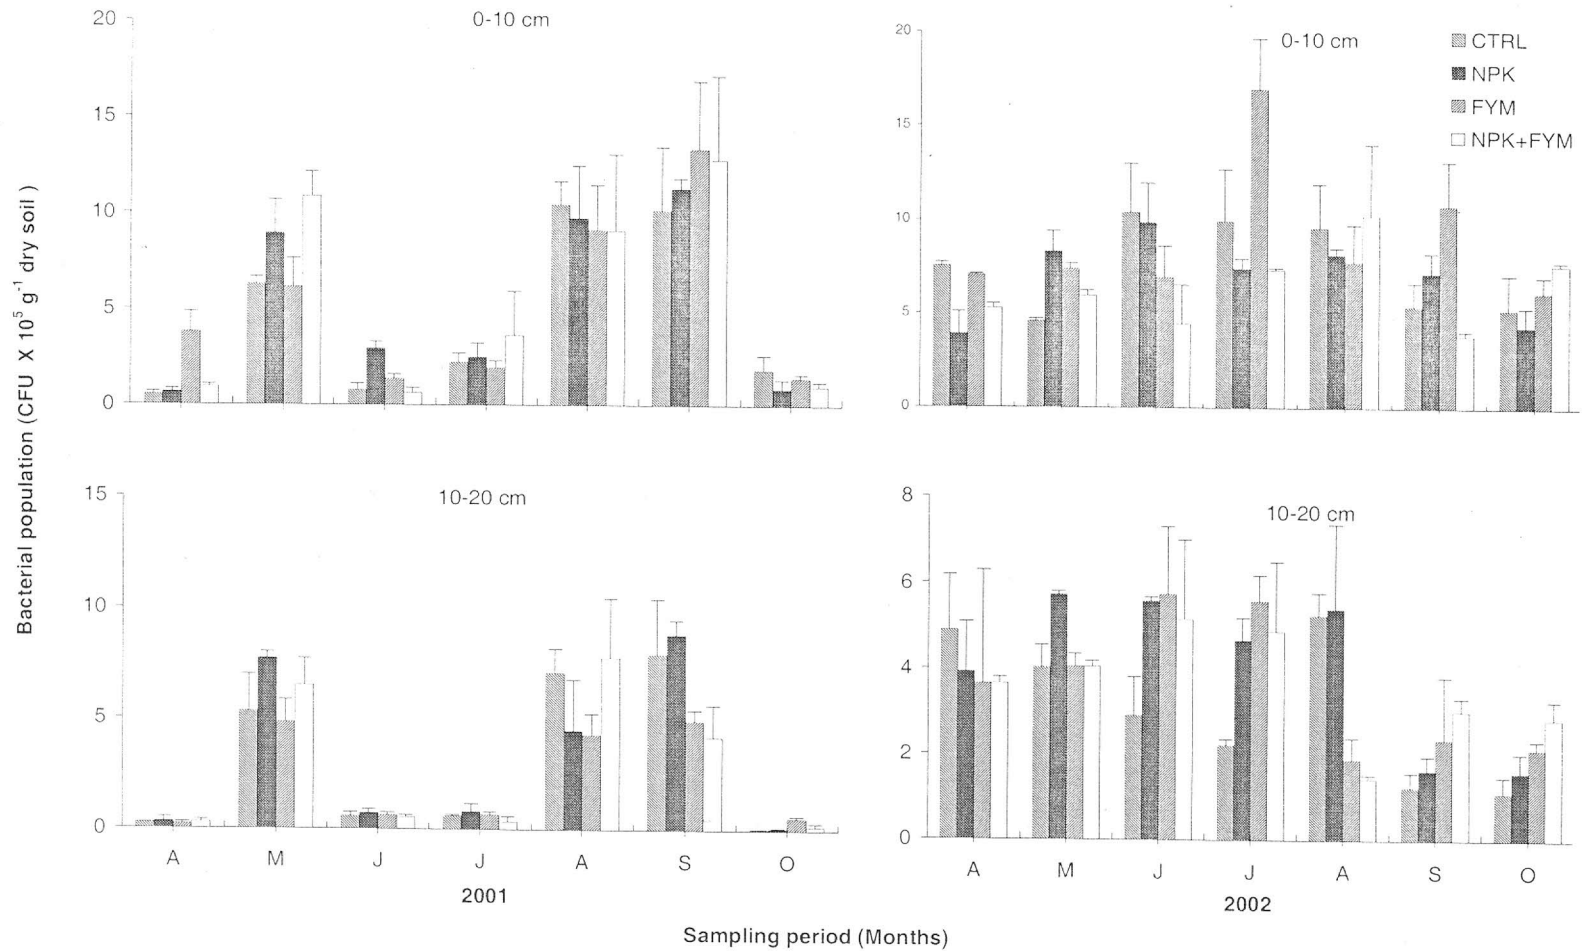 Bacterial population (CFU X 10⁵ g⁻¹ dry soil )
0-10 cm
20
15
10
5
0
0-10 cm
20
15
10
5
0
CTRL
NPK
FYM
NPK+FYM
10-20 cm
15
10
5
0
A M J J A S O
2001
10-20 cm
8
6
4
2
0
A M J J A S O
2002
Sampling period (Months)